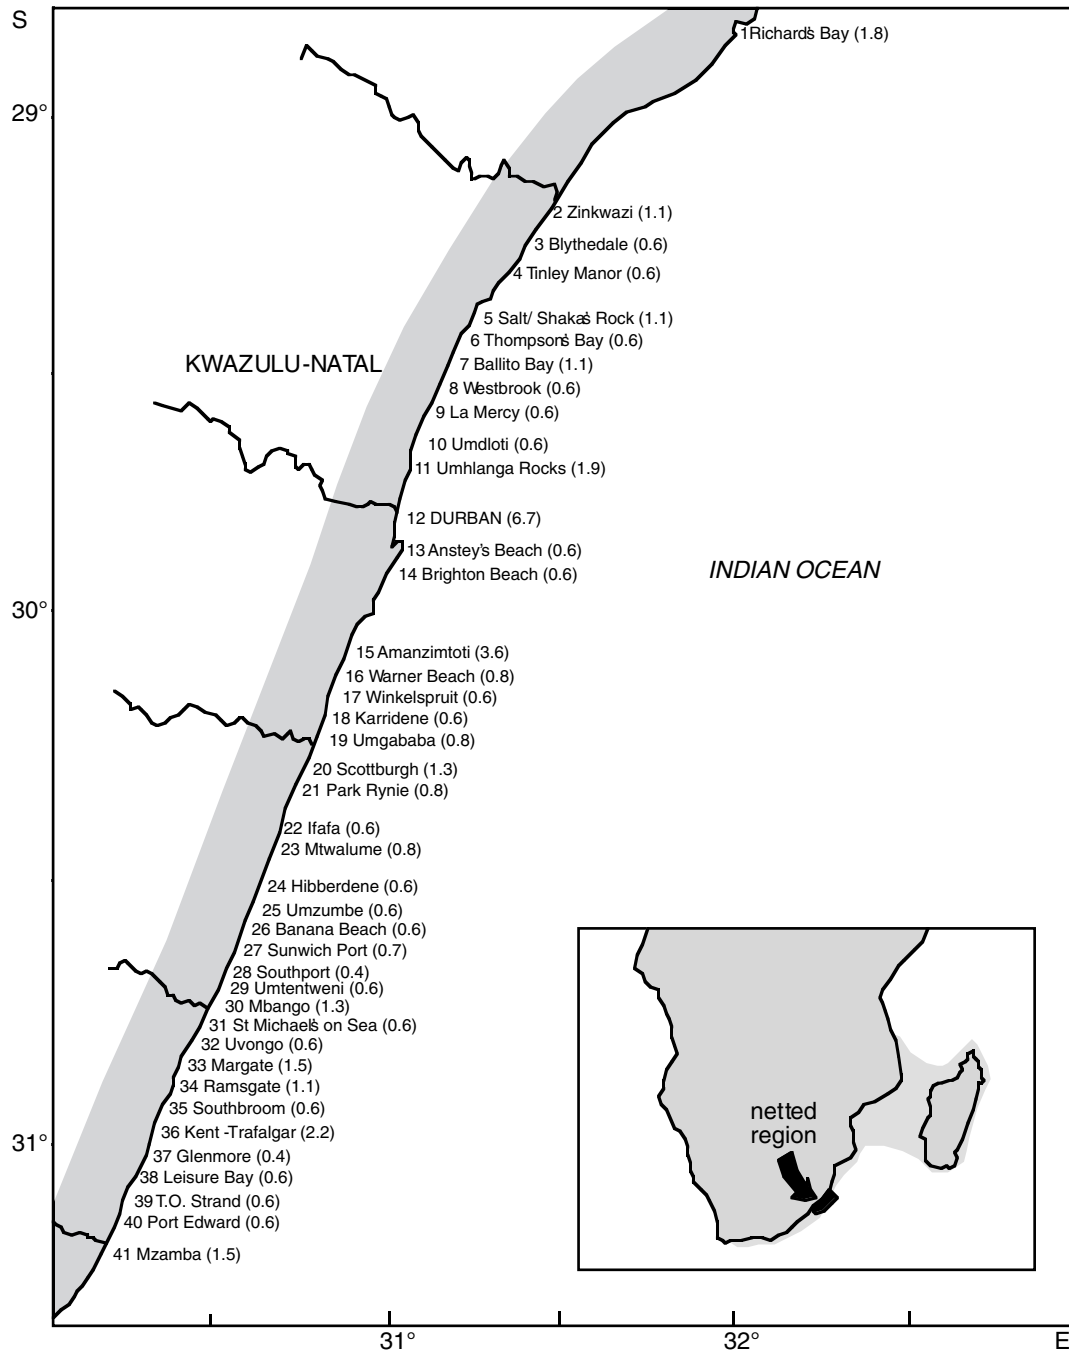 S
1Richard's Bay (1.8)
29°
2 Zinkwazi (1.1)
3 Blythedale (0.6)
4 Tinley Manor (0.6)
5 Salt/ Shaka's Rock (1.1)
6 Thompson's Bay (0.6)
KWAZULU-NATAL
7 Ballito Bay (1.1)
8 Westbrook (0.6)
9 La Mercy (0.6)
10 Umdloti (0.6)
11 Umhlanga Rocks (1.9)
12 DURBAN (6.7)
13 Anstey's Beach (0.6)
INDIAN OCEAN
14 Brighton Beach (0.6)
30°
15 Amanzimtoti (3.6)
16 Warner Beach (0.8)
17 Winkelspruit (0.6)
18 Karridene (0.6)
19 Umgababa (0.8)
20 Scottburgh (1.3)
21 Park Rynie (0.8)
22 Ifafa (0.6)
23 Mtwalume (0.8)
24 Hibberdene (0.6)
25 Umzumbe (0.6)
26 Banana Beach (0.6)
27 Sunwich Port (0.7)
28 Southport (0.4)
29 Umtentweni (0.6)
30 Mbango (1.3)
31 St Michael's on Sea (0.6)
32 Uvongo (0.6)
33 Margate (1.5)
34 Ramsgate (1.1)
35 Southbroom (0.6)
36 Kent -Trafalgar (2.2)
31°
37 Glenmore (0.4)
38 Leisure Bay (0.6)
39 T.O. Strand (0.6)
40 Port Edward (0.6)
41 Mzamba (1.5)
netted
region
31°
32°
E